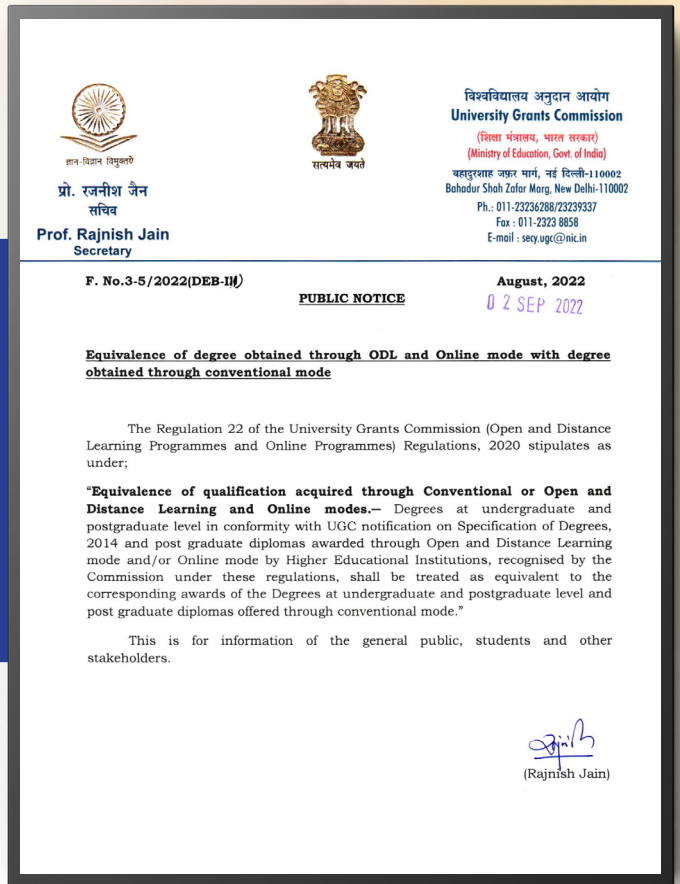 ज्ञान-विज्ञान विमुक्तये
प्रो. रजनीश जैन
सचिव
Prof. Rajnish Jain
Secretary
सत्यमेव जयते
विश्वविद्यालय अनुदान आयोग
University Grants Commission
(शिक्षा मंत्रालय, भारत सरकार)
(Ministry of Education, Govt. of India)
बहादुरशाह जफ़र मार्ग, नई दिल्ली-110002
Bahadur Shah Zafar Marg, New Delhi-110002
Ph.: 011-23236288/23239337
Fax : 011-2323 8858
E-mail : secy.ugc@nic.in
F. No.3-5/2022(DEB-III)
August, 2022
PUBLIC NOTICE
02 SEP 2022
Equivalence of degree obtained through ODL and Online mode with degree
obtained through conventional mode
The Regulation 22 of the University Grants Commission (Open and Distance
Learning Programmes and Online Programmes) Regulations, 2020 stipulates as
under;
“Equivalence of qualification acquired through Conventional or Open and
Distance Learning and Online modes.— Degrees at undergraduate and
postgraduate level in conformity with UGC notification on Specification of Degrees,
2014 and post graduate diplomas awarded through Open and Distance Learning
mode and/or Online mode by Higher Educational Institutions, recognised by the
Commission under these regulations, shall be treated as equivalent to the
corresponding awards of the Degrees at undergraduate and postgraduate level and
post graduate diplomas offered through conventional mode.”
This is for information of the general public, students and other
stakeholders.
(Rajnish Jain)